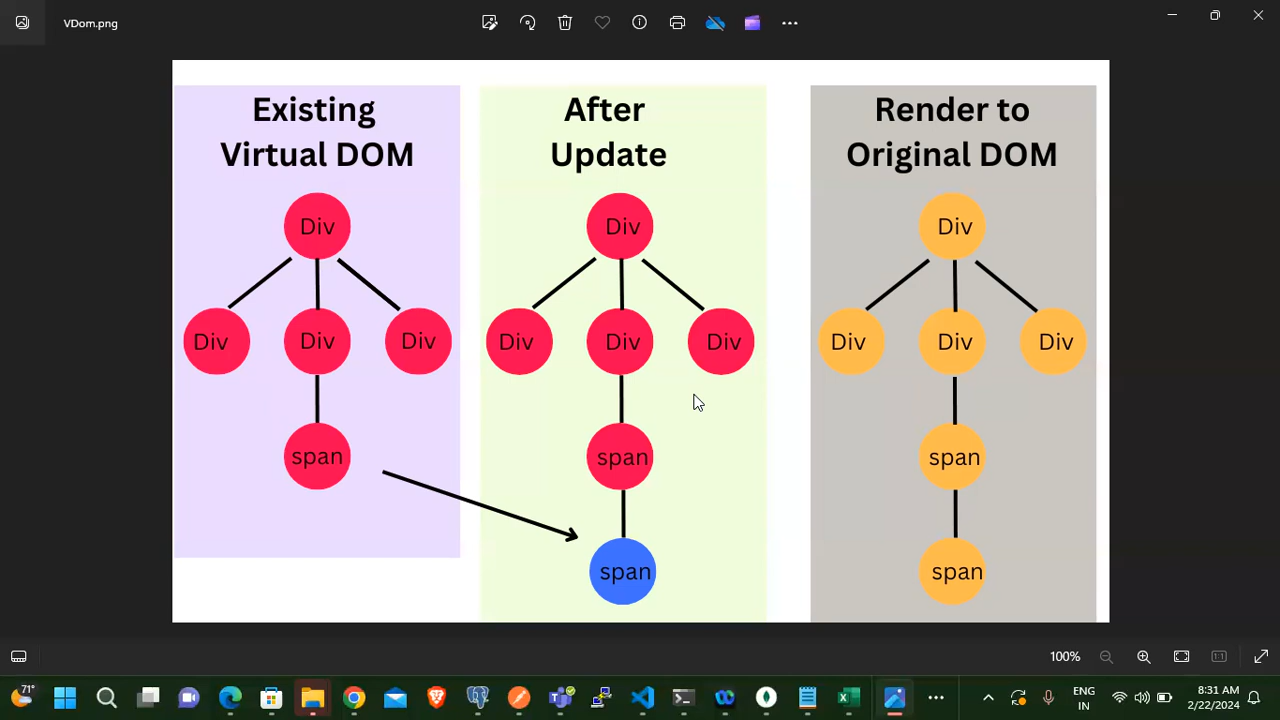 VDom.png
Existing
Virtual DOM
Div
Div
Div
Div
span
After
Update
Div
Div
Div
Div
span
span
Render to
Original DOM
Div
Div
Div
Div
span
span
100%
1:1
71°
ENG
IN
8:31 AM
2/22/2024